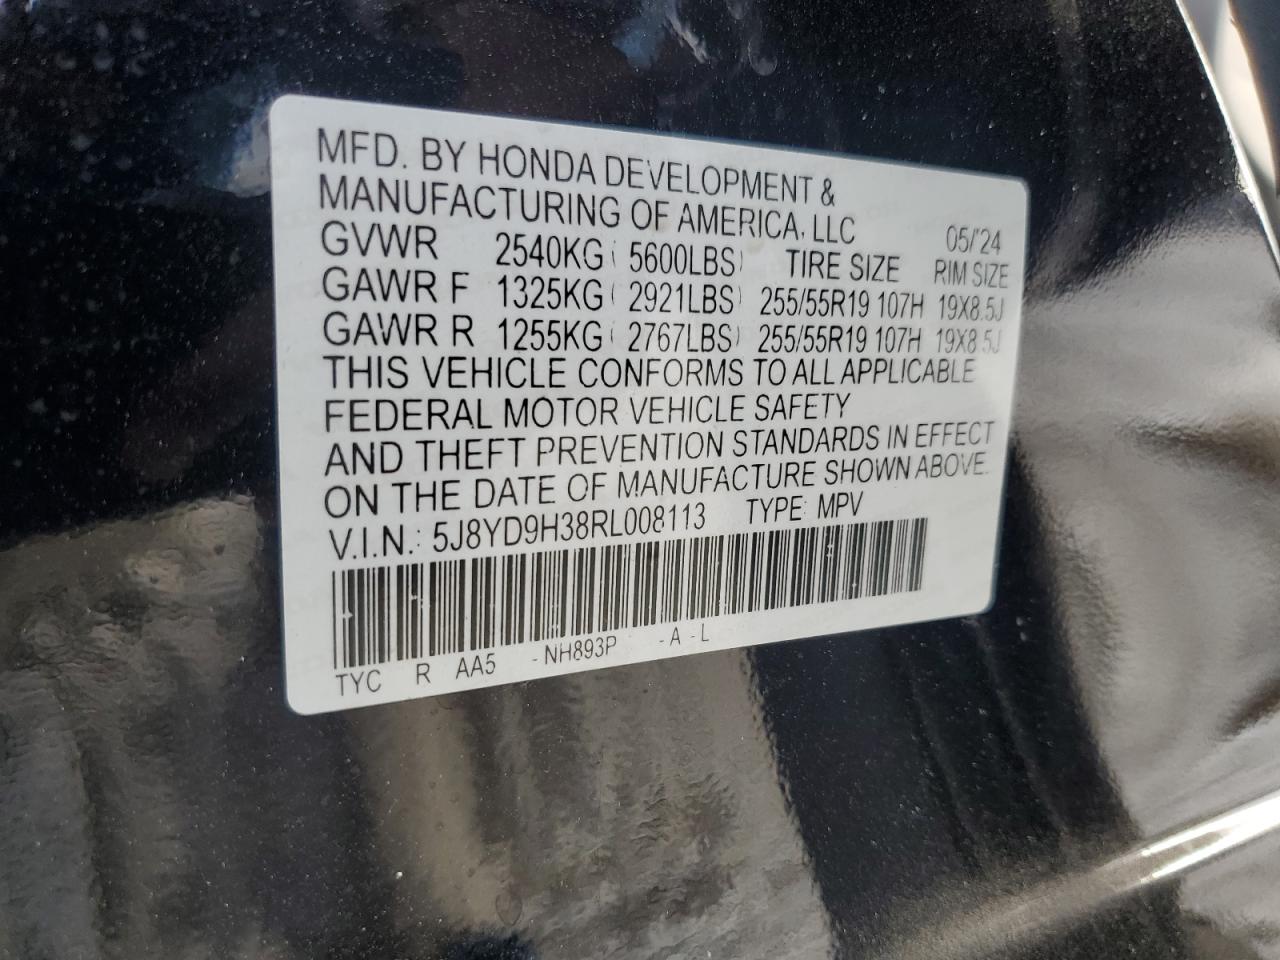 MFD. BY HONDA DEVELOPMENT &
MANUFACTURING OF AMERICA, LLC 05/'24
GVWR 2540KG ( 5600LBS) TIRE SIZE RIM SIZE
GAWR F 1325KG ( 2921LBS) 255/55R19 107H 19X8.5J
GAWR R 1255KG ( 2767LBS) 255/55R19 107H 19X8.5J
THIS VEHICLE CONFORMS TO ALL APPLICABLE
FEDERAL MOTOR VEHICLE SAFETY
AND THEFT PREVENTION STANDARDS IN EFFECT
ON THE DATE OF MANUFACTURE SHOWN ABOVE.
V.I.N.: 5J8YD9H38RL008113 TYPE: MPV
TYC R AA5 - NH893P - A - L